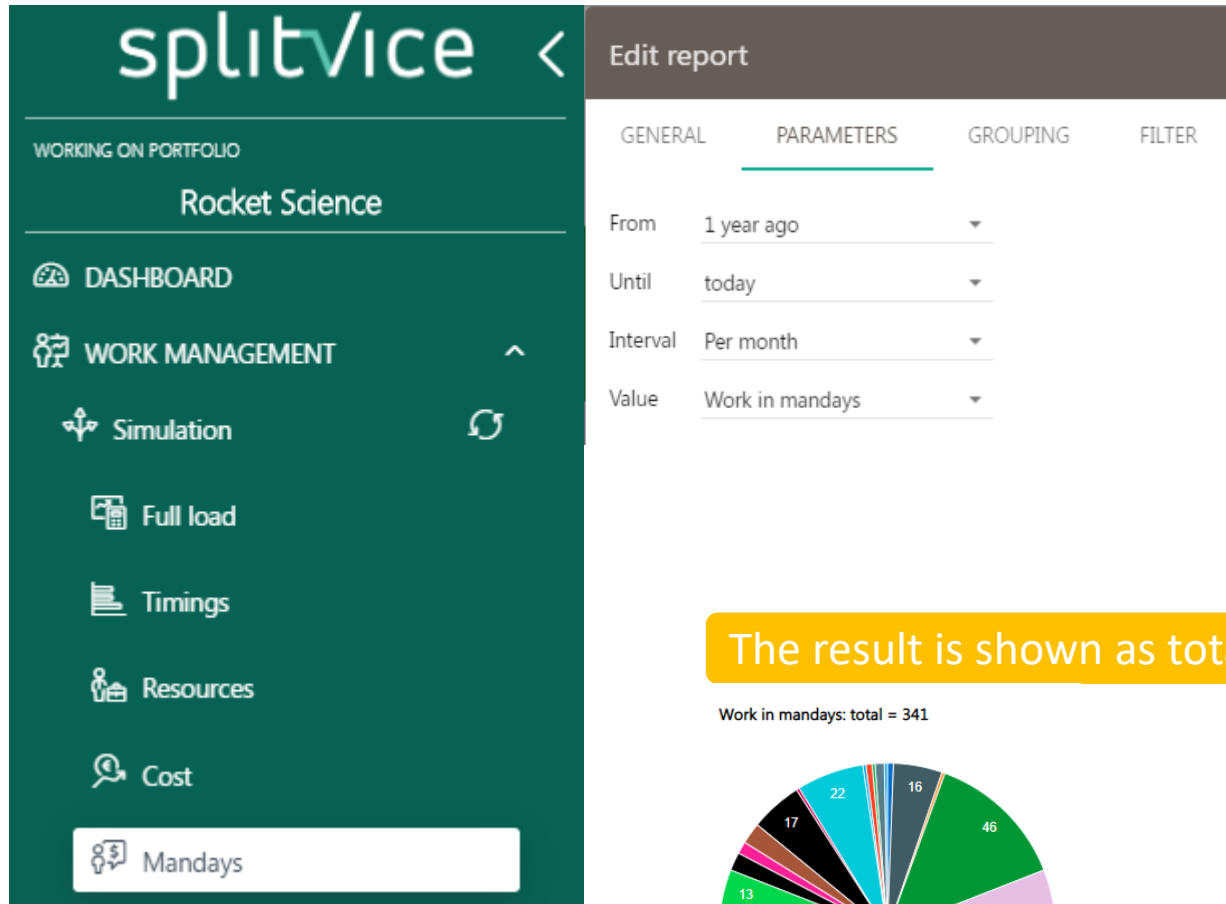 splitvice
WORKING ON PORTFOLIO
Rocket Science
DASHBOARD
WORK MANAGEMENT
Simulation
Full load
Timings
Resources
Cost
Mandays
Edit report
GENERAL PARAMETERS GROUPING FILTER
From 1 year ago
Until today
Interval Per month
Value Work in mandays
The result is shown as tot
Work in mandays: total = 341
22
16
17
46
13